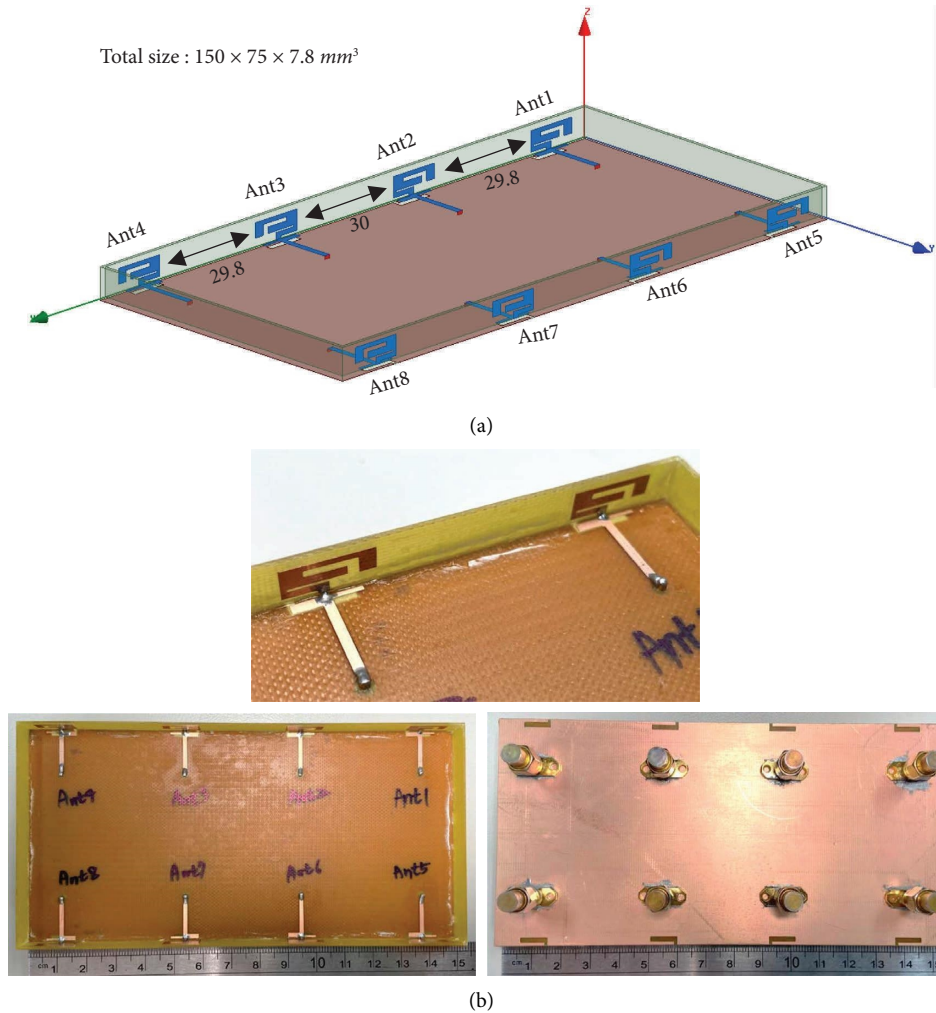 Total size : 150 × 75 × 7.8 mm³
Z
Ant1
Ant2
29.8
Ant3
30
Ant4
29.8
Ant5
Ant6
Ant7
Ant8
(a)
Ant
Ant4 Ant3 Ant2 Ant1
Ant8 Ant7 Ant6 Ant5
cm 1 2 3 4 5 6 7 8 9 10 11 12 13 14 15
cm 1 2 3 4 5 6 7 8 9 10 11 12 13 14 15
(b)